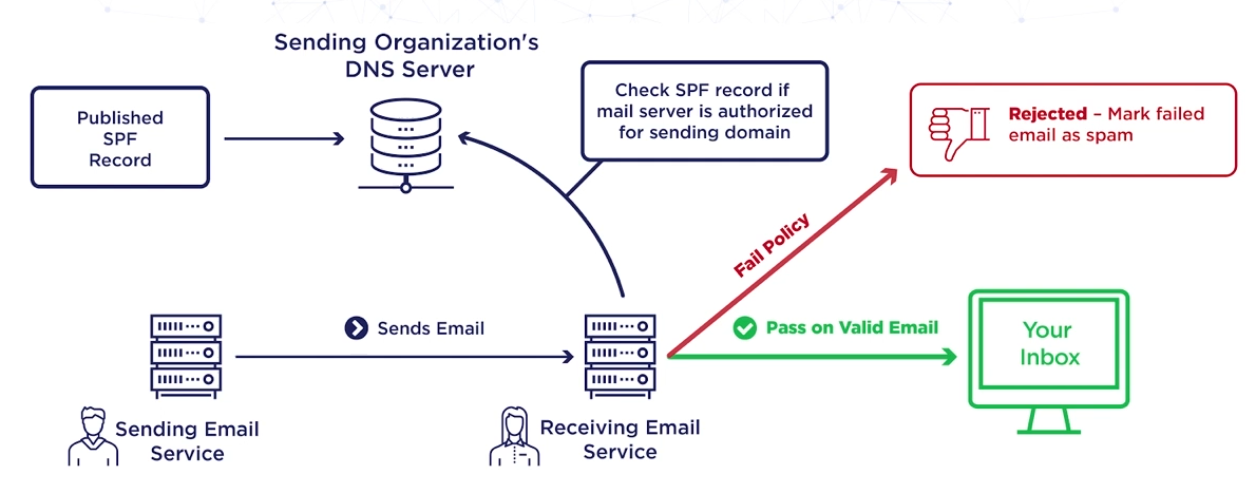 Sending Organization's
DNS Server
Published
SPF
Record
Check SPF record if
mail server is authorized
for sending domain
Rejected – Mark failed
email as spam
Fail Policy
Sends Email
Pass on Valid Email
Your
Inbox
Sending Email
Service
Receiving Email
Service